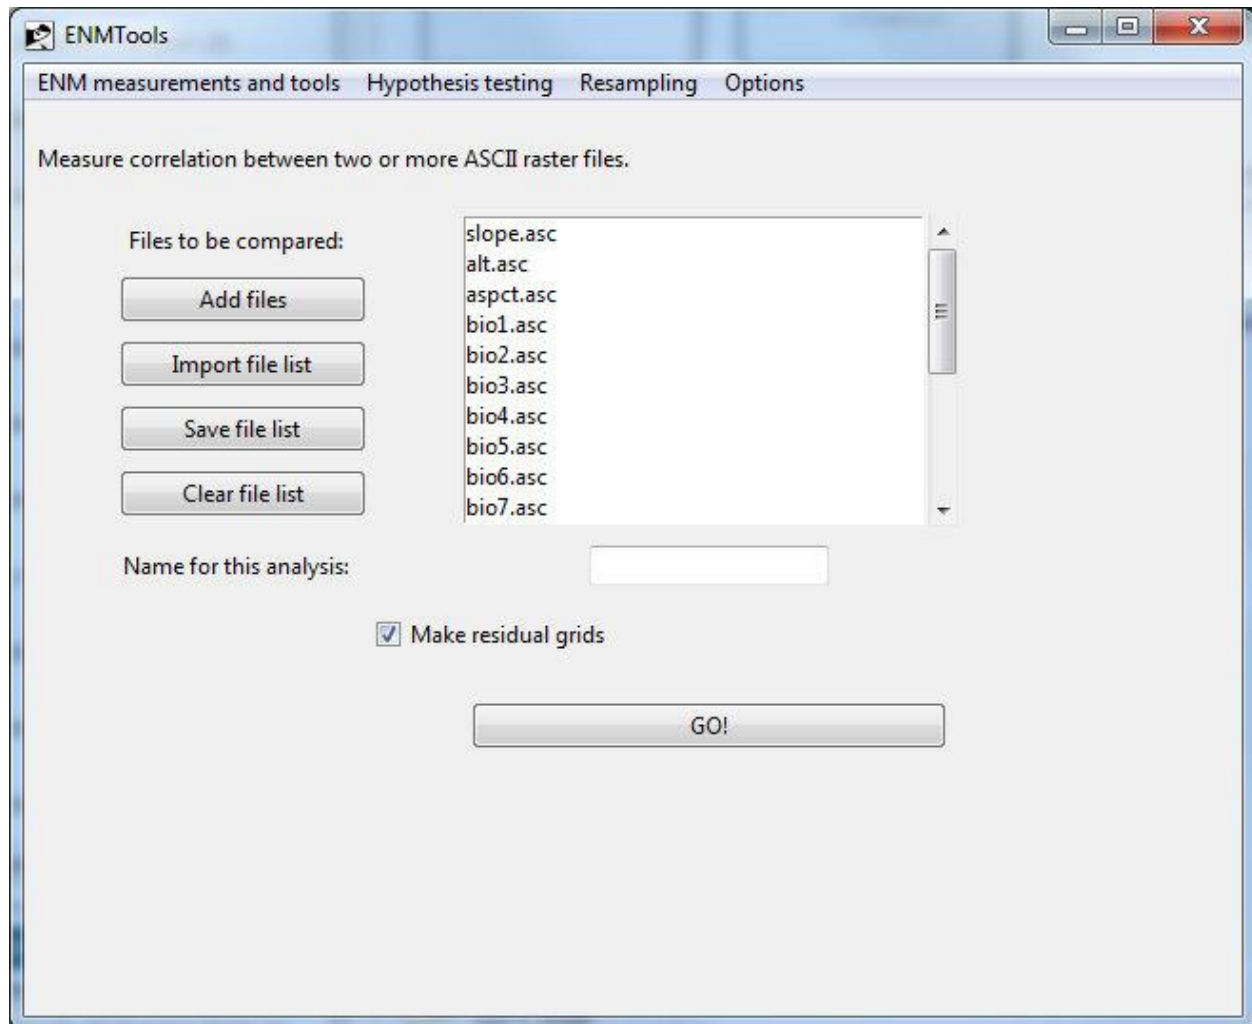 ENMTools
ENM measurements and tools Hypothesis testing Resampling Options
Measure correlation between two or more ASCII raster files.
Files to be compared:
Add files
Import file list
Save file list
Clear file list
slope.asc
alt.asc
aspct.asc
bio1.asc
bio2.asc
bio3.asc
bio4.asc
bio5.asc
bio6.asc
bio7.asc
Name for this analysis:
Make residual grids
GO!